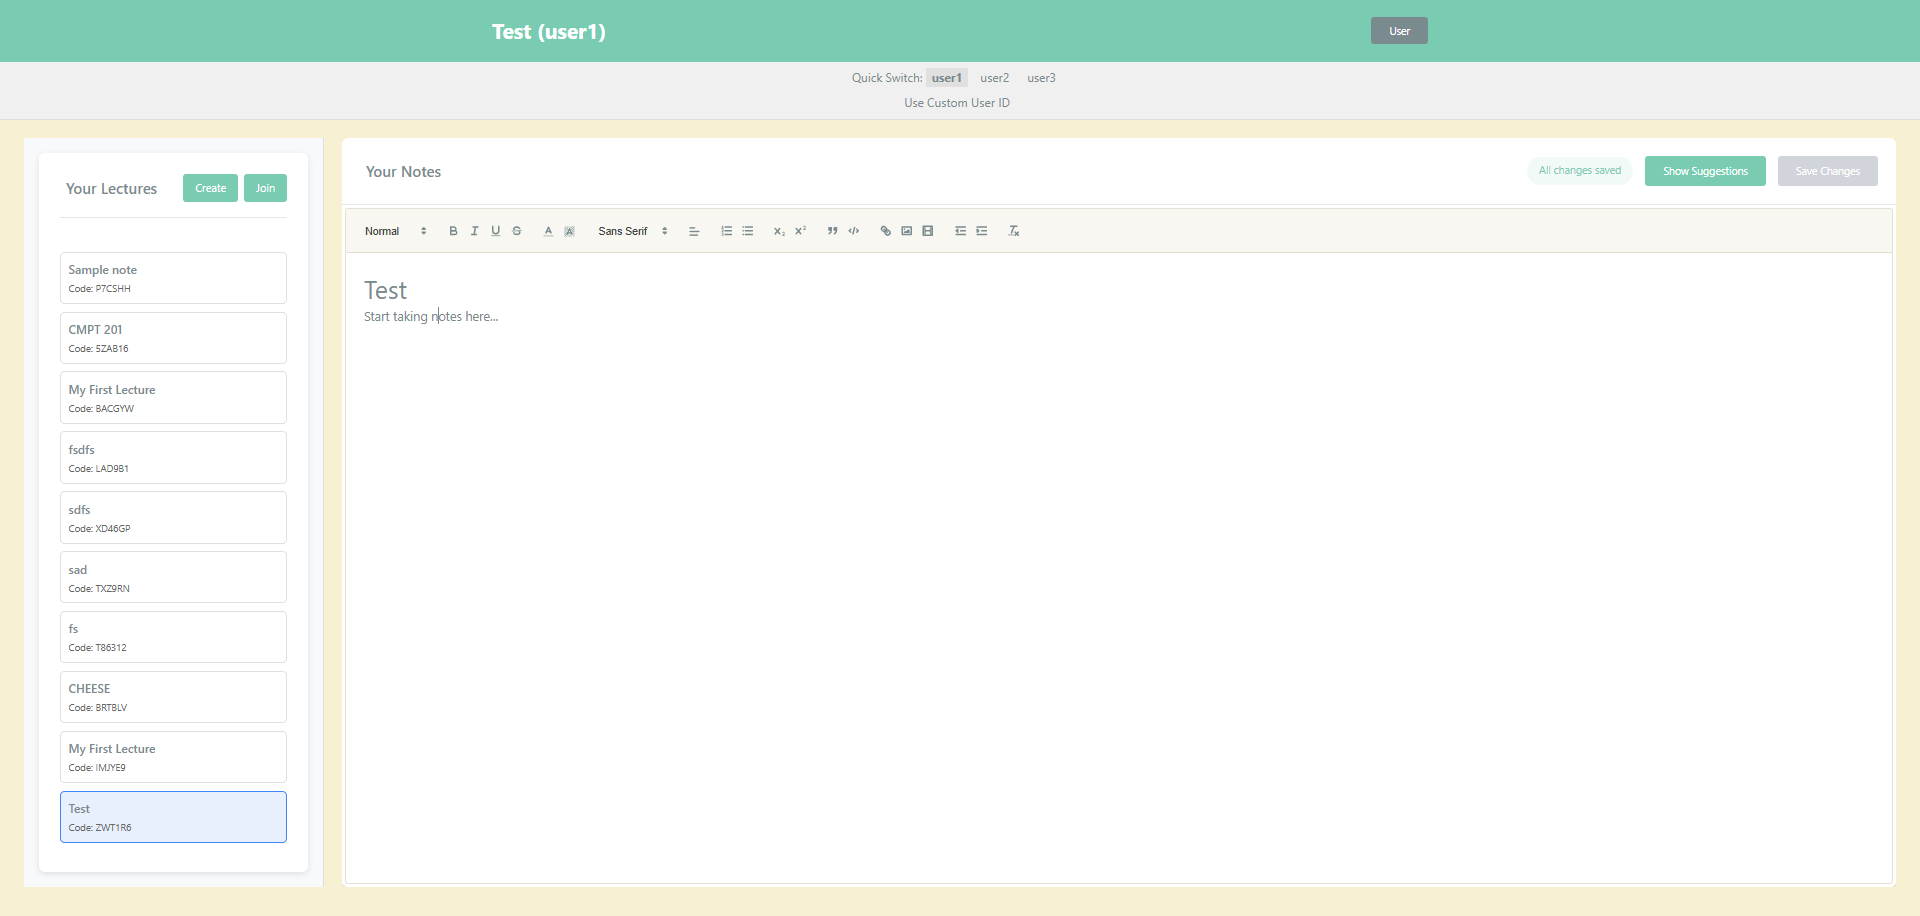 Test (user1)
User
Quick Switch: user1 user2 user3
Use Custom User ID
Your Lectures
Create
Join
Sample note
Code: P7CSHH
CMPT 201
Code: 5ZAB16
My First Lecture
Code: BACGYW
fsdfs
Code: LAD9B1
sdfs
Code: XD46GP
sad
Code: TXZ9RN
fs
Code: T86312
CHEESE
Code: BRTBLV
My First Lecture
Code: IMJYE9
Test
Code: ZWT1R6
Your Notes
All changes saved
Show Suggestions
Save Changes
Normal
Sans Serif
Test
Start taking notes here...